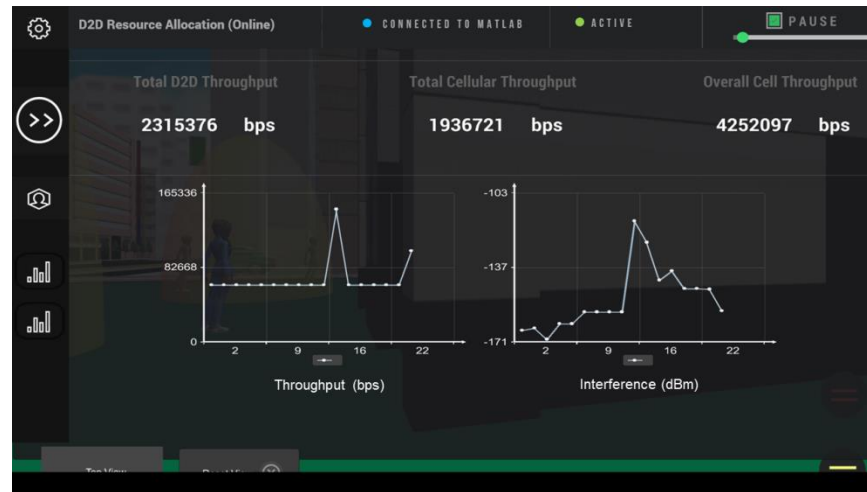 D2D Resource Allocation (Online)
CONNECTED TO MATLAB
ACTIVE
PAUSE
Total D2D Throughput
Total Cellular Throughput
Overall Cell Throughput
2315376 bps
1936721 bps
4252097 bps
165336
82668
0
2 9 16 22
Throughput (bps)
-103
-137
-171
2 9 16 22
Interference (dBm)
Top View